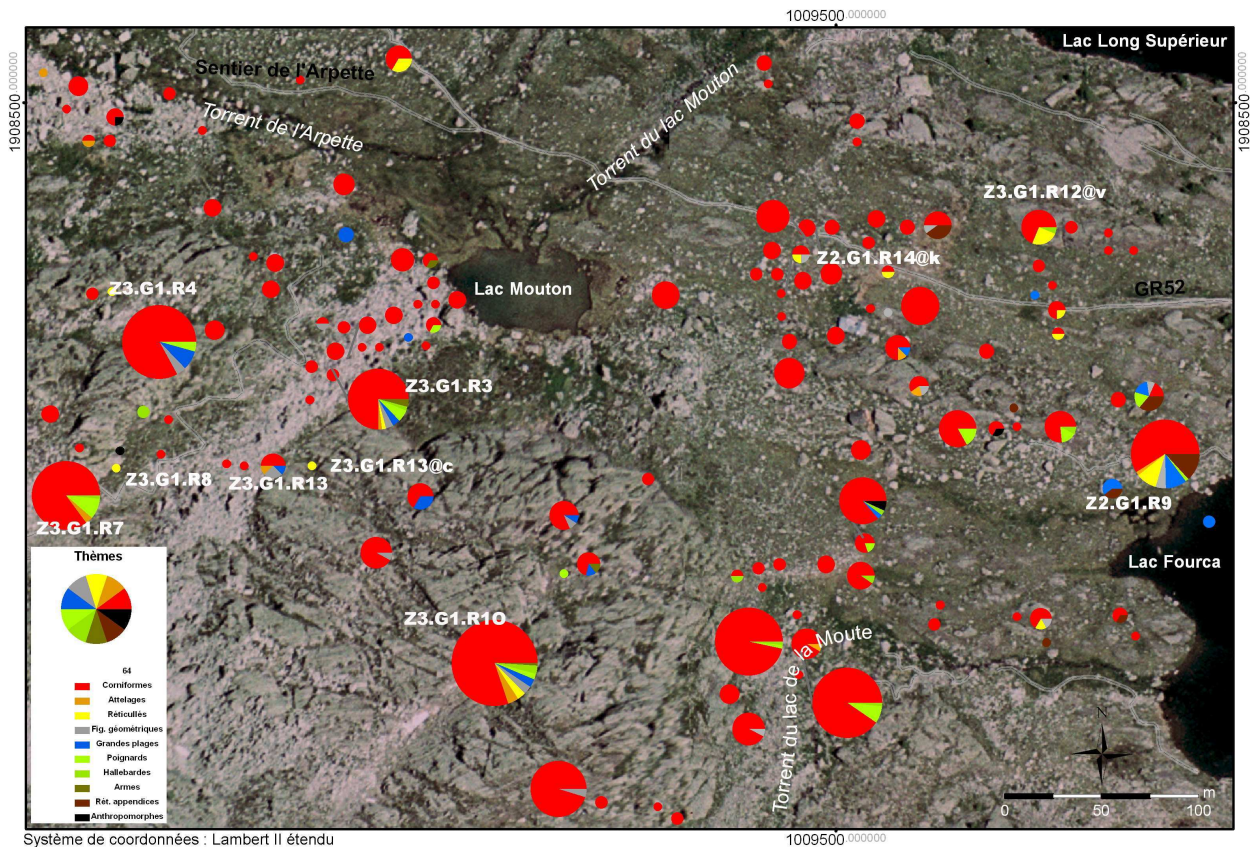 1009500.000000
Lac Long Supérieur
Sentier de l'Arpette
1908500.000000
1908500.000000
Torrent de l'Arpette
Torrent du lac Mouton
Z3.G1.R12@v
Z2.G1.R14@k
Z3.G1.R4
Lac Mouton
GR52
Z3.G1.R3
Z3.G1.R13@c
Z3.G1.R8
Z3.G1.R13
Z3.G1.R7
Z2.G1.R9
Thèmes
Lac Fourca
Z3.G1.R1O
Torrent du lac de la Moute
64
Corniformes
Attelages
Réticullés
Fig. géométriques
Grandes plages
Poignards
Hallebardes
Armes
Rét. appendices
Anthropomorphes
N
m
0 50 100
Système de coordonnées : Lambert II étendu
1009500.000000